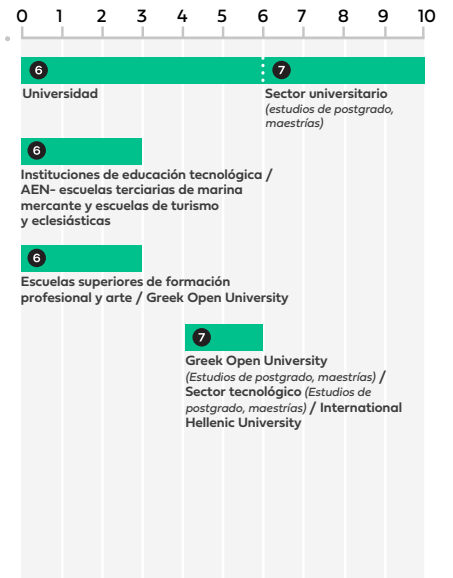 0 1 2 3 4 5 6 7 8 9 10
6 7
Universidad
Sector universitario
(estudios de postgrado,
maestrías)
6
Instituciones de educación tecnológica /
AEN- escuelas terciarias de marina
mercante y escuelas de turismo
y eclesiásticas
6
Escuelas superiores de formación
profesional y arte / Greek Open University
7
Greek Open University
(Estudios de postgrado, maestrías) /
Sector tecnológico (Estudios de
postgrado, maestrías) / International
Hellenic University